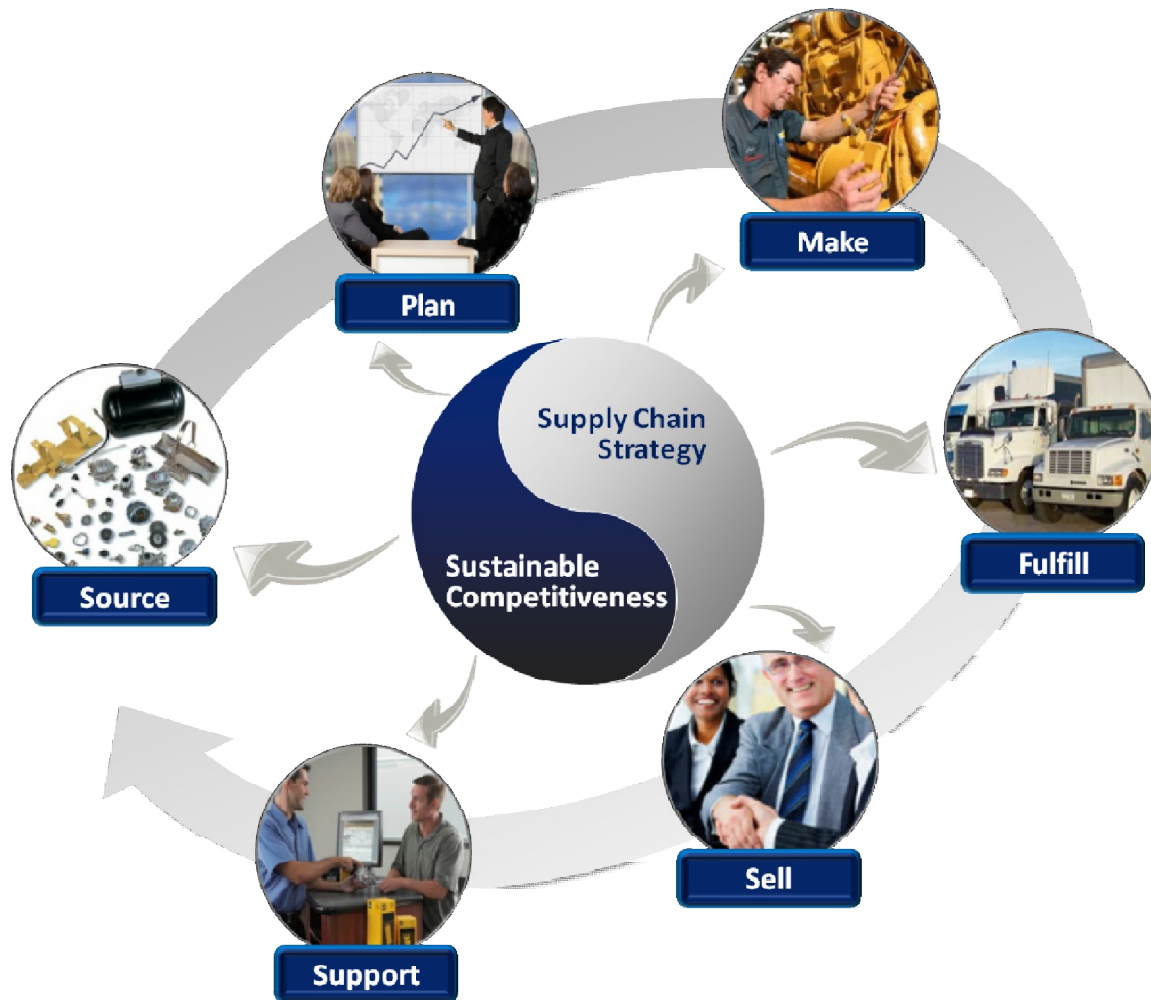 Make
Plan
Supply Chain
Strategy
Fulfill
Sustainable
Competitiveness
Source
Sell
Support